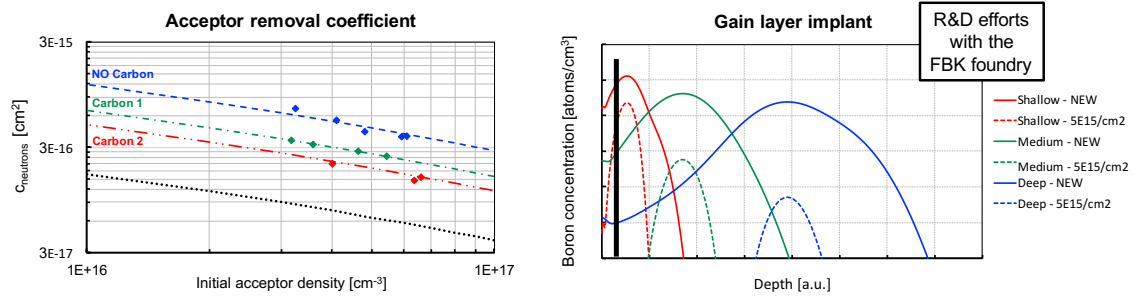 Acceptor removal coefficient
3E-15
3E-16
3E-17
c_neutrons [cm²]
NO Carbon
Carbon 1
Carbon 2
1E+16
1E+17
Initial acceptor density [cm⁻³]
Gain layer implant
R&D efforts
with the
FBK foundry
Boron concentration [atoms/cm³]
Depth [a.u.]
Shallow - NEW
Shallow - 5E15/cm2
Medium - NEW
Medium - 5E15/cm2
Deep - NEW
Deep - 5E15/cm2